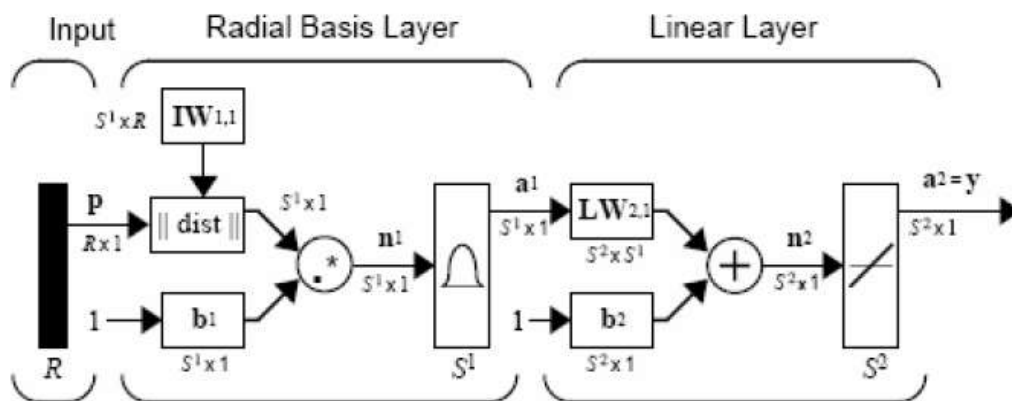 Input Radial Basis Layer Linear Layer
S¹xR IW1,1
p Rx1 || dist || S¹x1
1 b1 S¹x1
.* n1 S¹x1
a1 S¹x1
LW2,1 S²xS¹
1 b2 S²x1
+ n2 S²x1
a2=y S²x1
R S¹ S²